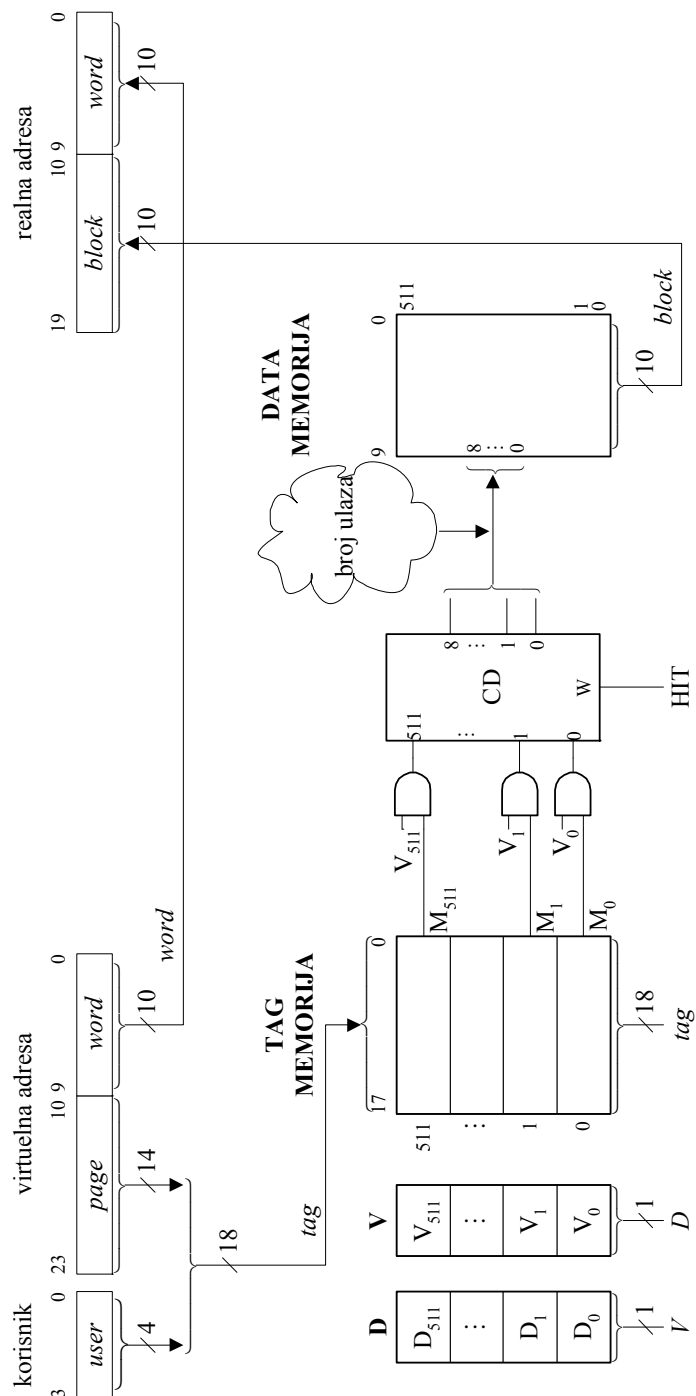 korisnik
virtuelna adresa
realna adresa
3 0
23 10 9 0
19 10 9 0
user
page
word
block
word
4
14
10
10
10
18
word
tag
TAG
MEMORIJA
DATA
MEMORIJA
broj ulaza
D
V
17 0
9 0
D511
⋮
D1
D0
V511
⋮
V1
V0
511
⋮
1
0
M511
M1
M0
V511
V1
V0
511
⋮
1
0
CD
W
8
⋮
1
0
8
⋮
0
511
1
0
1
V
1
D
18
tag
HIT
10
block